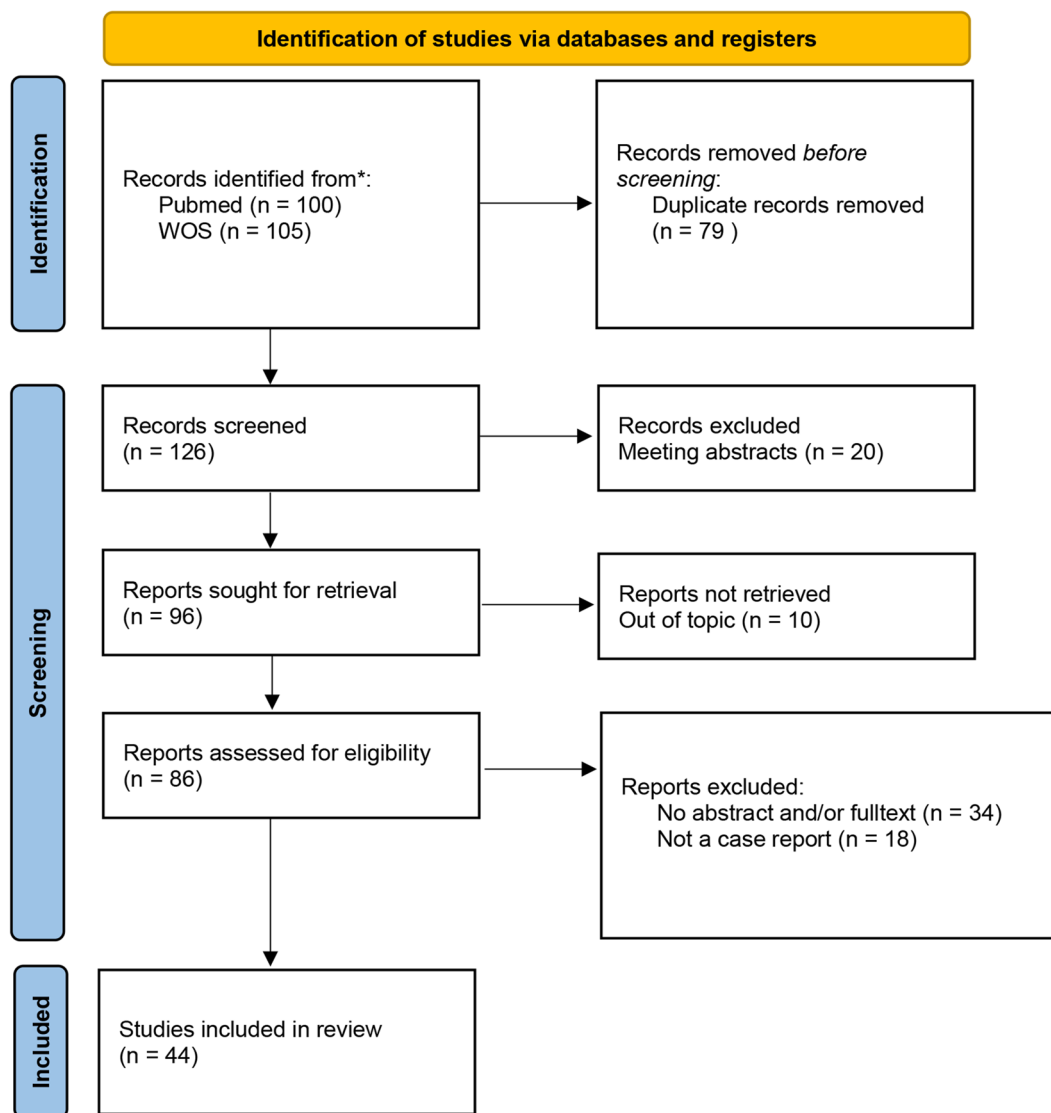 Identification of studies via databases and registers
Identification
Records identified from*:
Pubmed (n = 100)
WOS (n = 105)
Records removed before
screening:
Duplicate records removed
(n = 79 )
Screening
Records screened
(n = 126)
Records excluded
Meeting abstracts (n = 20)
Reports sought for retrieval
(n = 96)
Reports not retrieved
Out of topic (n = 10)
Reports assessed for eligibility
(n = 86)
Reports excluded:
No abstract and/or fulltext (n = 34)
Not a case report (n = 18)
Included
Studies included in review
(n = 44)